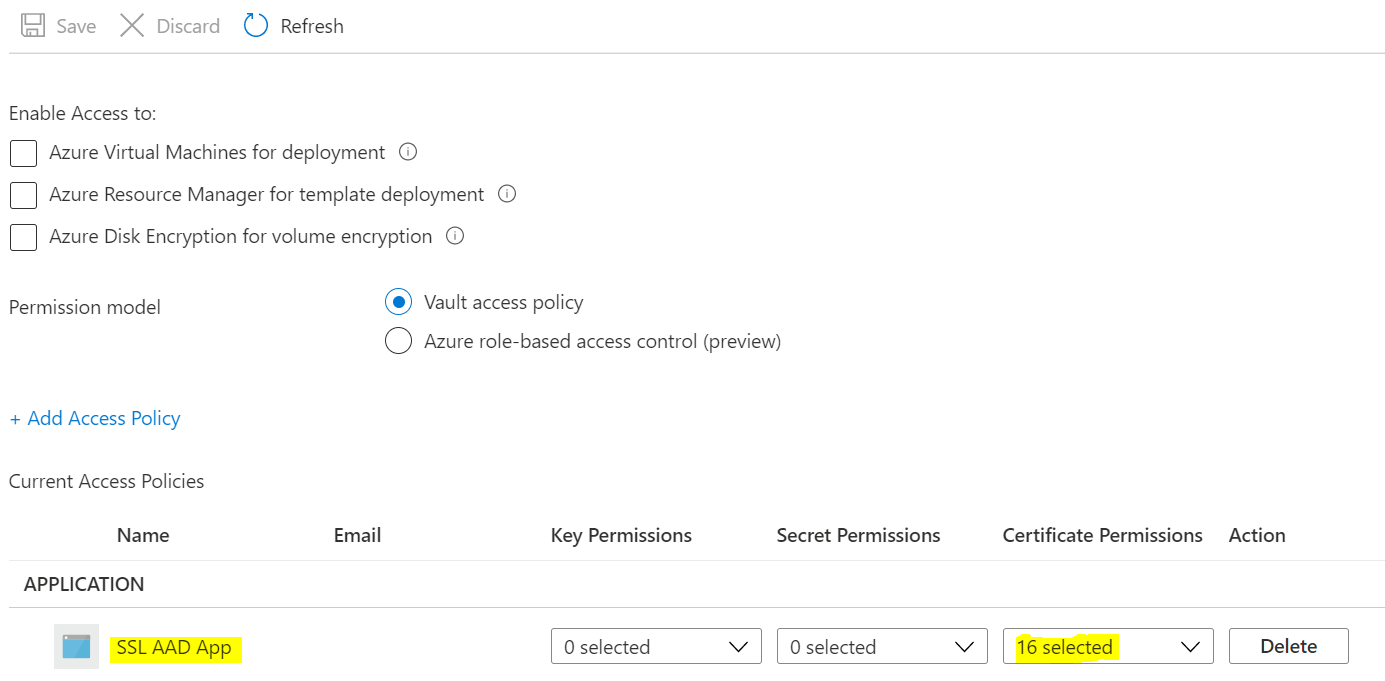 Save Discard Refresh
Enable Access to:
Azure Virtual Machines for deployment
Azure Resource Manager for template deployment
Azure Disk Encryption for volume encryption
Permission model
Vault access policy
Azure role-based access control (preview)
+ Add Access Policy
Current Access Policies
Name Email Key Permissions Secret Permissions Certificate Permissions Action
APPLICATION
SSL AAD App 0 selected 0 selected 16 selected Delete